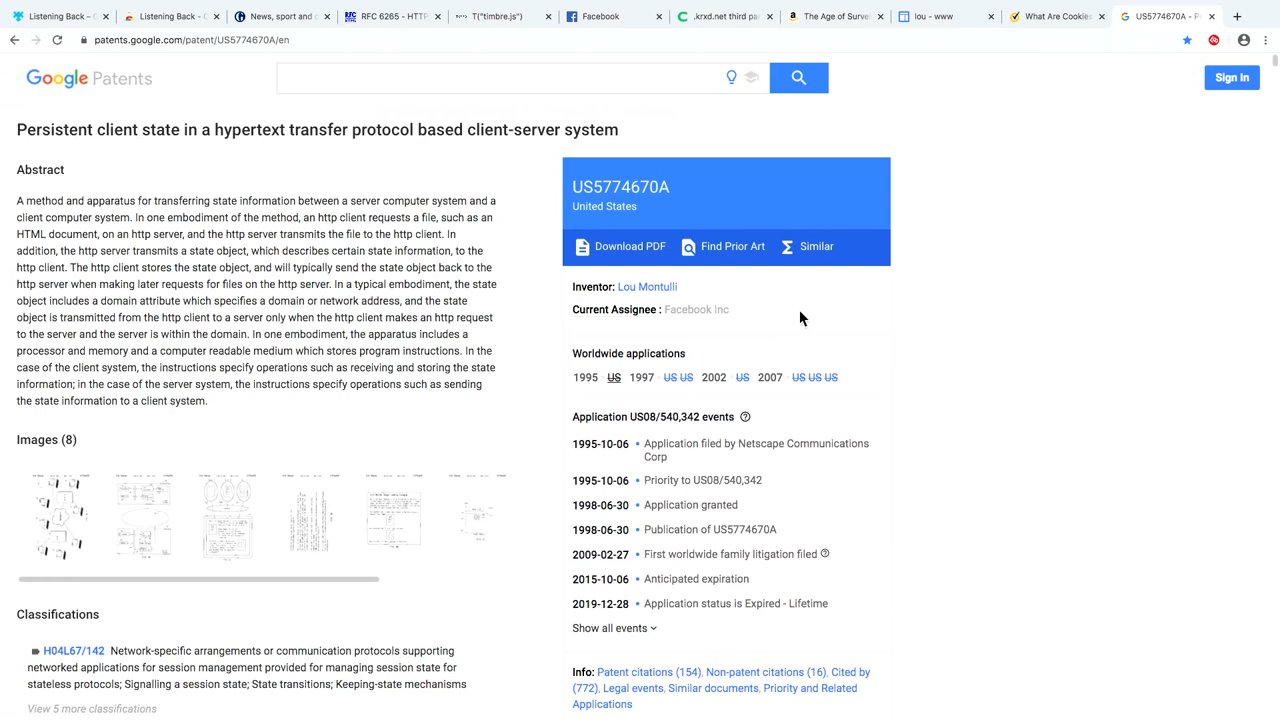 Listening Back – G
Listening Back - G
News, sport and o
RFC 6265 - HTTP
T("timbre.js")
Facebook
.krxd.net third pa
The Age of Surve
lou - www
What Are Cookies
US5774670A - P
patents.google.com/patent/US5774670A/en
Google Patents
Sign In
Persistent client state in a hypertext transfer protocol based client-server system
Abstract
A method and apparatus for transferring state information between a server computer system and a
client computer system. In one embodiment of the method, an http client requests a file, such as an
HTML document, on an http server, and the http server transmits the file to the http client. In
addition, the http server transmits a state object, which describes certain state information, to the
http client. The http client stores the state object, and will typically send the state object back to the
http server when making later requests for files on the http server. In a typical embodiment, the state
object includes a domain attribute which specifies a domain or network address, and the state
object is transmitted from the http client to a server only when the http client makes an http request
to the server and the server is within the domain. In one embodiment, the apparatus includes a
processor and memory and a computer readable medium which stores program instructions. In the
case of the client system, the instructions specify operations such as receiving and storing the state
information; in the case of the server system, the instructions specify operations such as sending
the state information to a client system.
Images (8)
Classifications
H04L67/142 Network-specific arrangements or communication protocols supporting
networked applications for session management provided for managing session state for
stateless protocols; Signalling a session state; State transitions; Keeping-state mechanisms
View 5 more classifications
US5774670A
United States
Download PDF Find Prior Art Similar
Inventor: Lou Montulli
Current Assignee : Facebook Inc
Worldwide applications
1995 · US 1997 · US US 2002 · US 2007 · US US US
Application US08/540,342 events
1995-10-06 • Application filed by Netscape Communications
Corp
1995-10-06 • Priority to US08/540,342
1998-06-30 • Application granted
1998-06-30 • Publication of US5774670A
2009-02-27 • First worldwide family litigation filed
2015-10-06 • Anticipated expiration
2019-12-28 • Application status is Expired - Lifetime
Show all events
Info: Patent citations (154), Non-patent citations (16), Cited by
(772), Legal events, Similar documents, Priority and Related
Applications